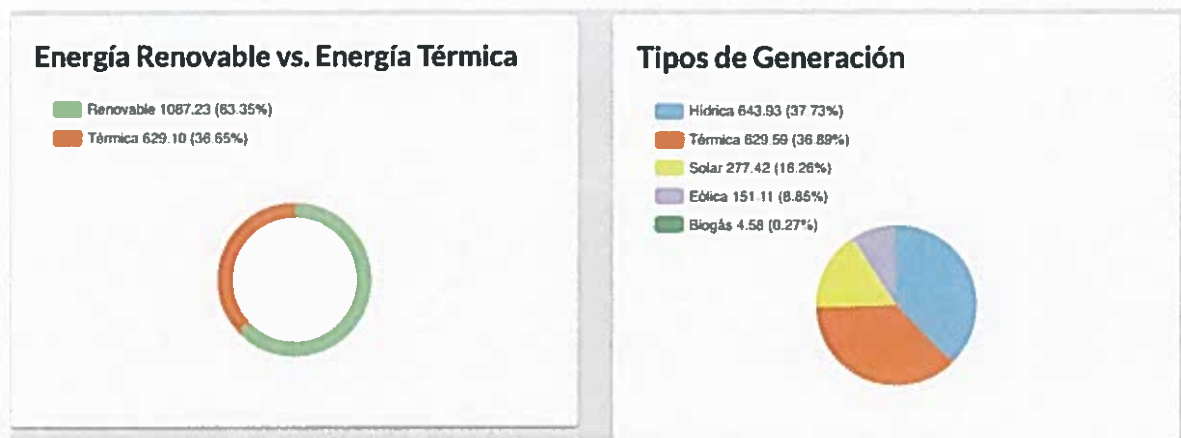 Energía Renovable vs. Energía Térmica
Renovable 1087.23 (63.35%)
Térmica 629.10 (36.65%)
Tipos de Generación
Hídrica 643.93 (37.73%)
Térmica 629.59 (36.89%)
Solar 277.42 (16.26%)
Eólica 151.11 (8.85%)
Biogás 4.58 (0.27%)